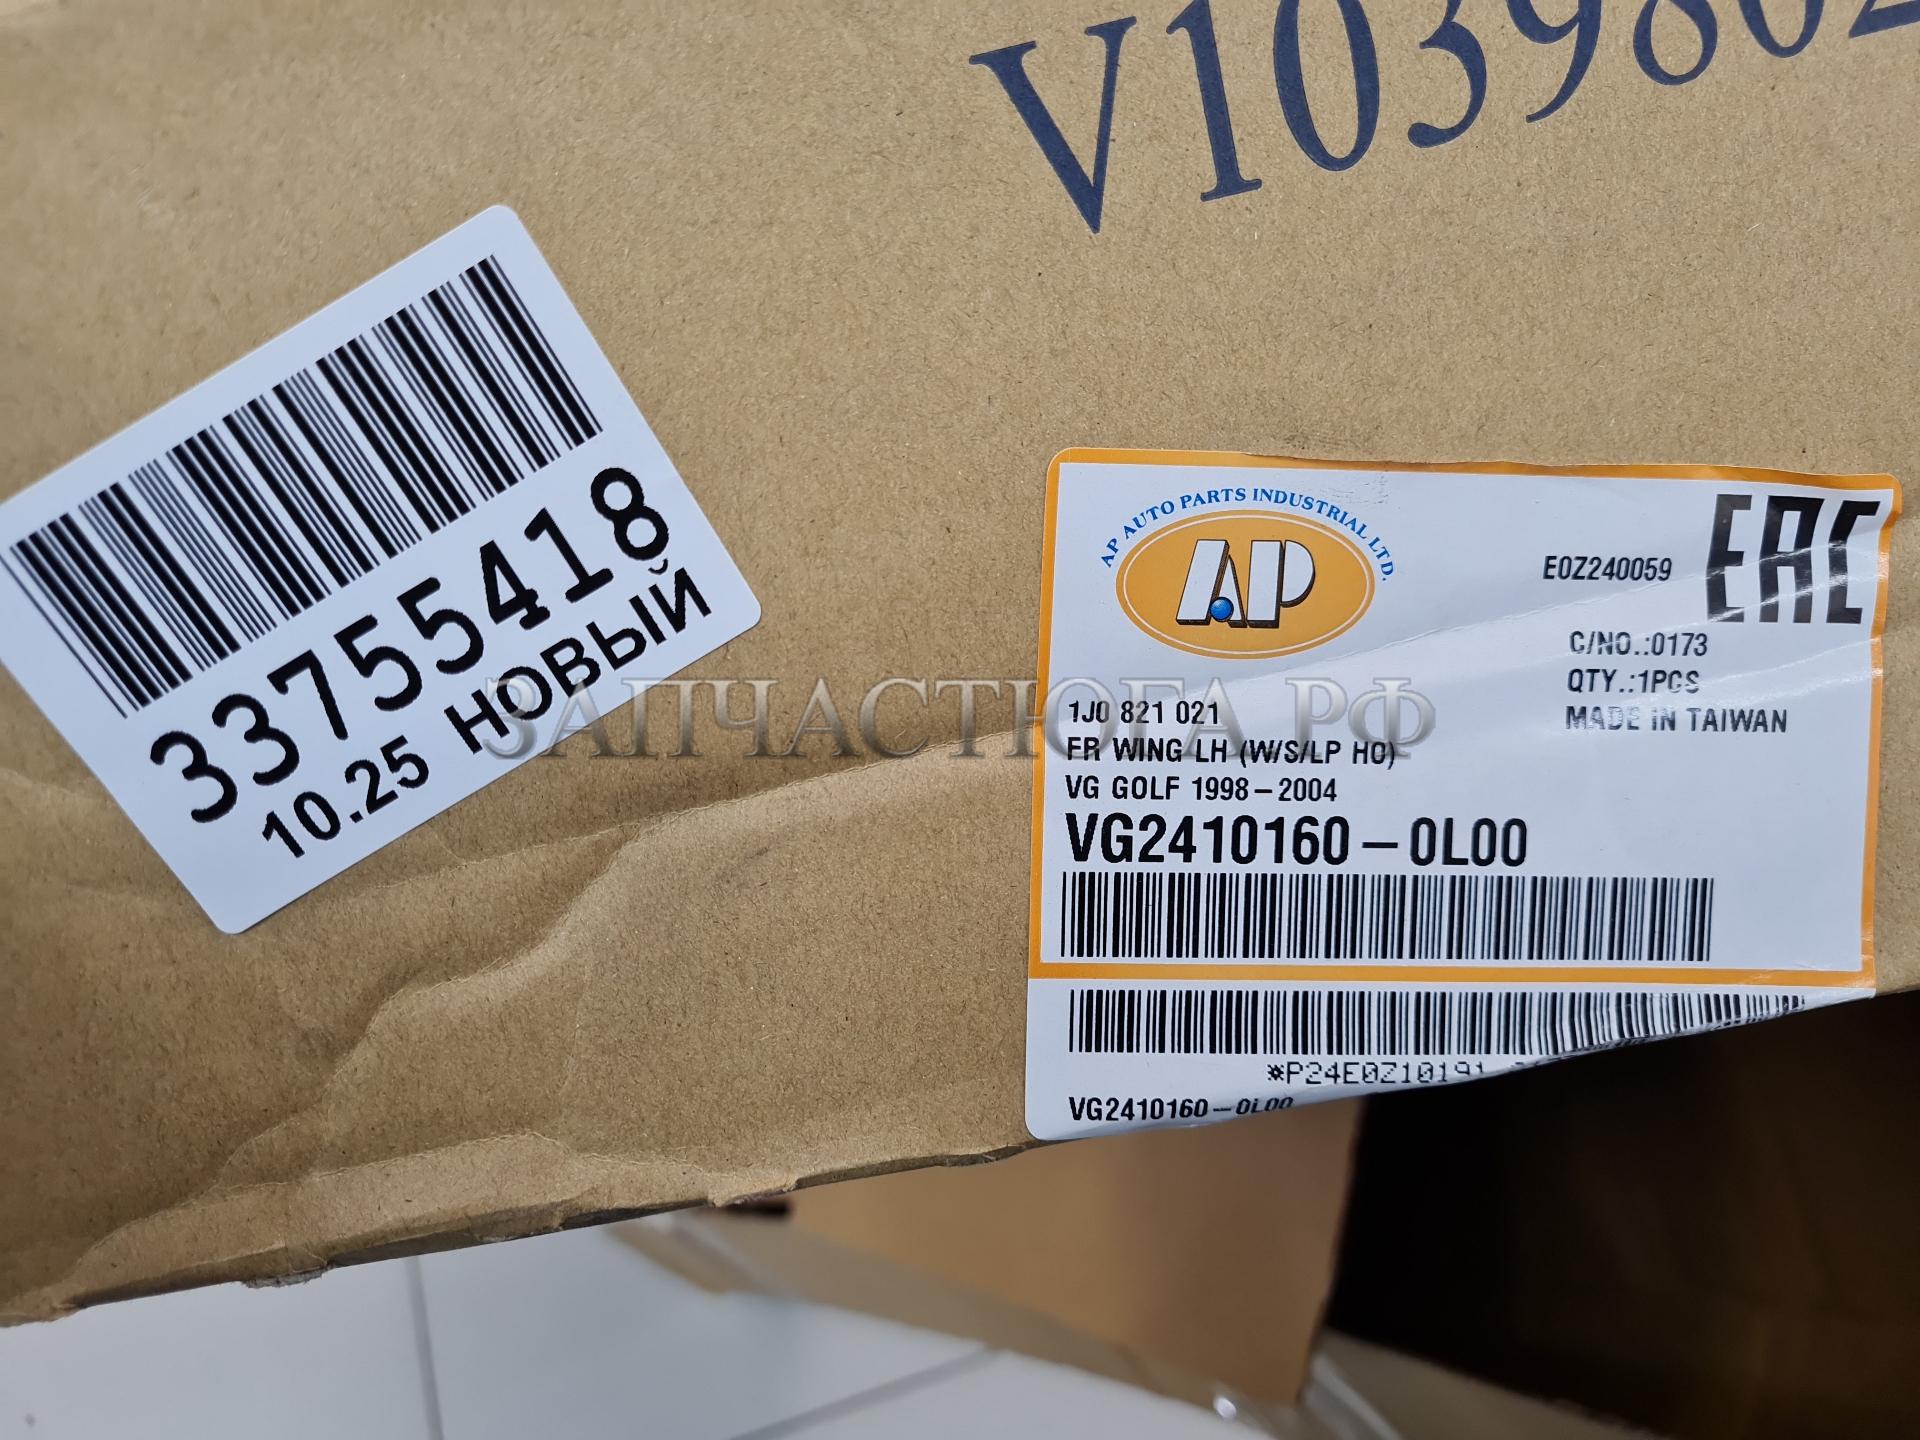 V103980
33755418
10.25 НОВЫЙ
ЗАПЧАСТЮГА.РФ
AP AUTO PARTS INDUSTRIAL LTD.
AP
E0Z240059
EAC
C/NO.:0173
QTY.:1PCS
MADE IN TAIWAN
1J0 821 021
FR WING LH (W/S/LP HO)
VG GOLF 1998-2004
VG2410160-0L00
*P24E0Z10191
VG2410160-0L00